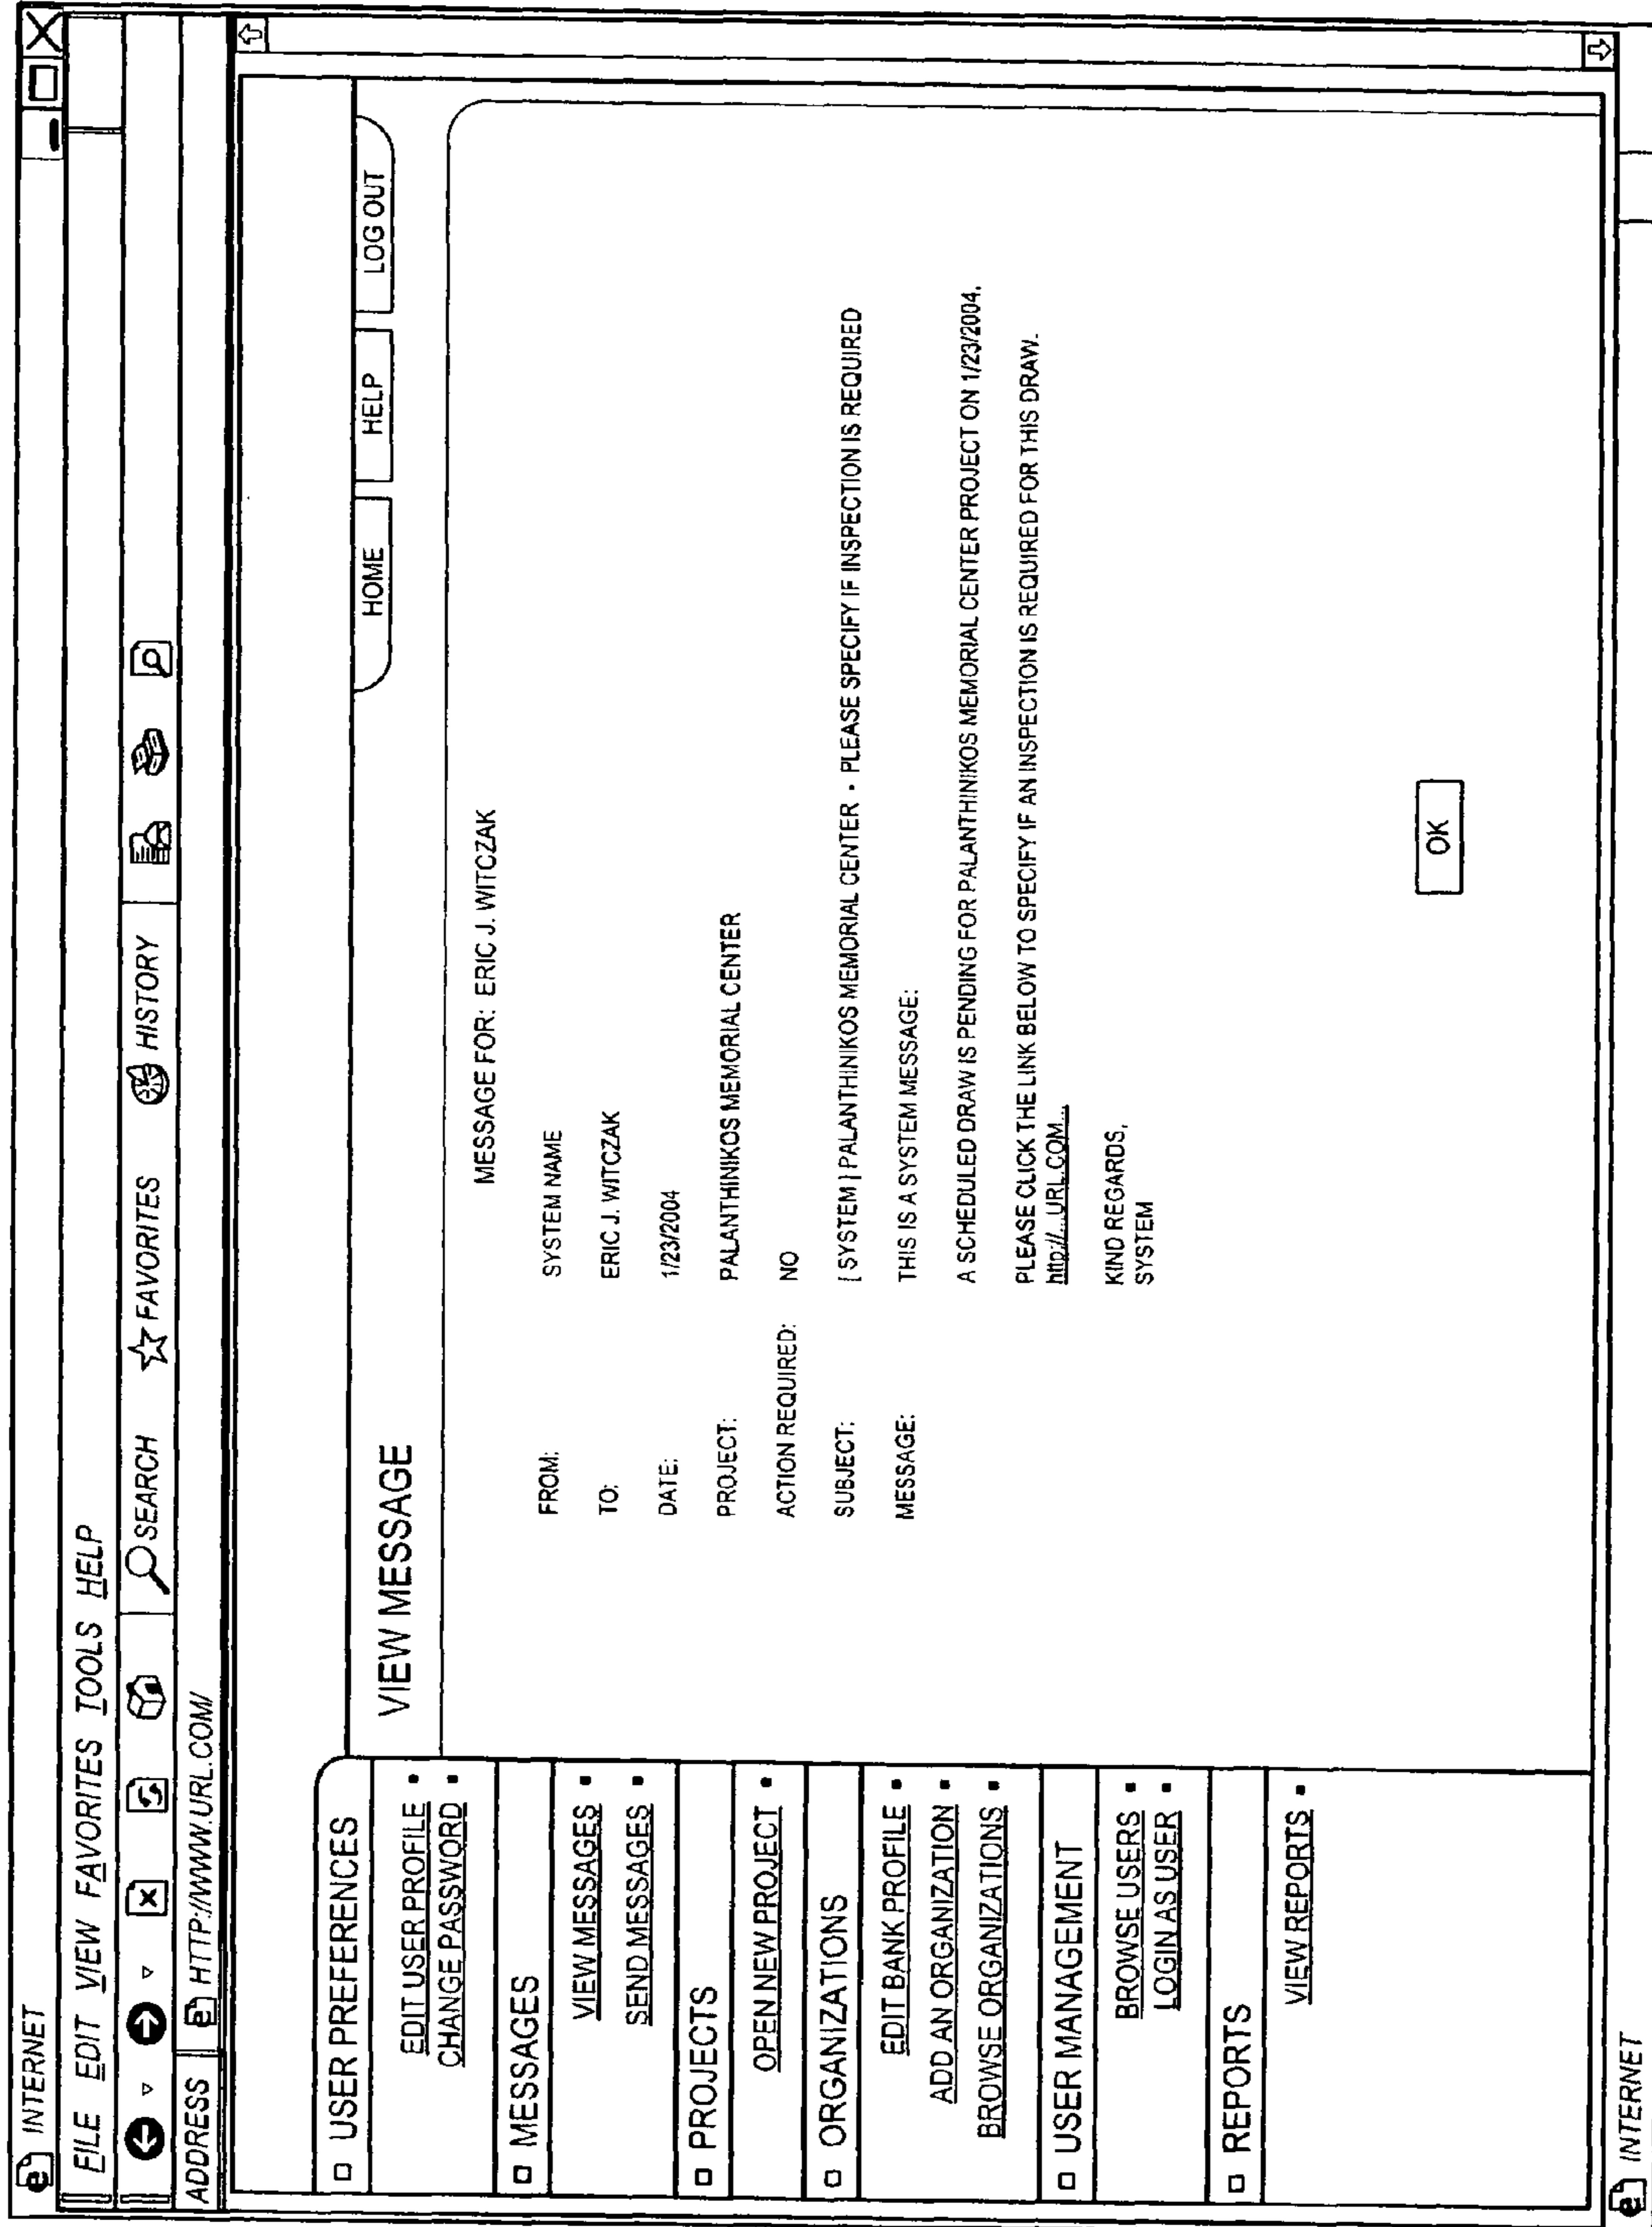 INTERNET
FILE EDIT VIEW FAVORITES TOOLS HELP
SEARCH FAVORITES HISTORY
ADDRESS HTTP://WWW.URL.COM/
HOME HELP LOG OUT
USER PREFERENCES
EDIT USER PROFILE
CHANGE PASSWORD
MESSAGES
VIEW MESSAGES
SEND MESSAGES
PROJECTS
OPEN NEW PROJECT
ORGANIZATIONS
EDIT BANK PROFILE
ADD AN ORGANIZATION
BROWSE ORGANIZATIONS
USER MANAGEMENT
BROWSE USERS
LOGIN AS USER
REPORTS
VIEW REPORTS
VIEW MESSAGE
MESSAGE FOR: ERIC J. WITCZAK
FROM: SYSTEM NAME
TO: ERIC J. WITCZAK
DATE: 1/23/2004
PROJECT: PALANTHINIKOS MEMORIAL CENTER
ACTION REQUIRED: NO
SUBJECT: [ SYSTEM ] PALANTHINIKOS MEMORIAL CENTER - PLEASE SPECIFY IF INSPECTION IS REQUIRED
MESSAGE: THIS IS A SYSTEM MESSAGE:
A SCHEDULED DRAW IS PENDING FOR PALANTHINIKOS MEMORIAL CENTER PROJECT ON 1/23/2004.
PLEASE CLICK THE LINK BELOW TO SPECIFY IF AN INSPECTION IS REQUIRED FOR THIS DRAW.
http://...URL.COM...
KIND REGARDS,
SYSTEM
OK
INTERNET